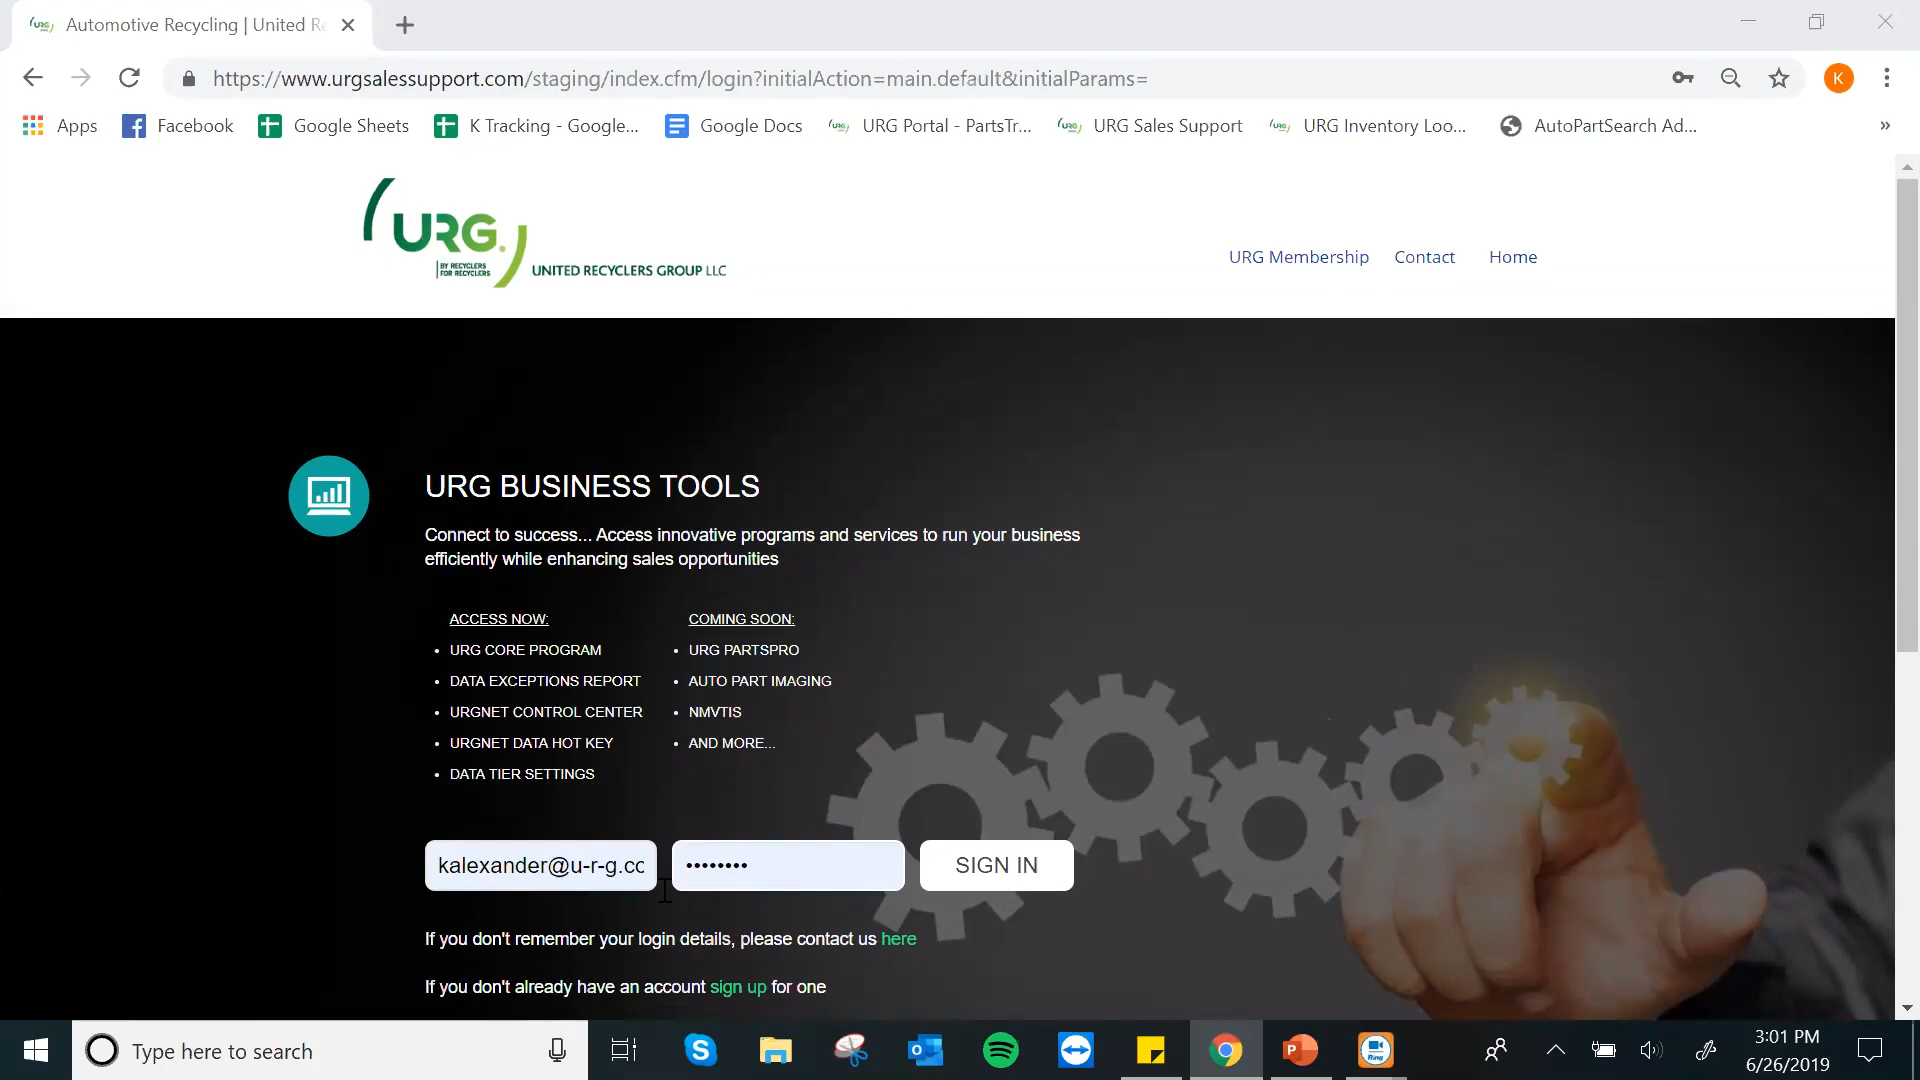 Automotive Recycling | United Re
https://www.urgsalessupport.com/staging/index.cfm/login?initialAction=main.default&initialParams=
K
Apps
Facebook
Google Sheets
K Tracking - Google...
Google Docs
URG Portal - PartsTr...
URG Sales Support
URG Inventory Loo...
AutoPartSearch Ad...
»
URG.
BY RECYCLERS
FOR RECYCLERS
UNITED RECYCLERS GROUP LLC
URG Membership
Contact
Home
URG BUSINESS TOOLS
Connect to success... Access innovative programs and services to run your business
efficiently while enhancing sales opportunities
ACCESS NOW:
• URG CORE PROGRAM
• DATA EXCEPTIONS REPORT
• URGNET CONTROL CENTER
• URGNET DATA HOT KEY
• DATA TIER SETTINGS
COMING SOON:
• URG PARTSPRO
• AUTO PART IMAGING
• NMVTIS
• AND MORE...
kalexander@u-r-g.cc
••••••••
SIGN IN
If you don't remember your login details, please contact us here
If you don't already have an account sign up for one
Type here to search
3:01 PM
6/26/2019